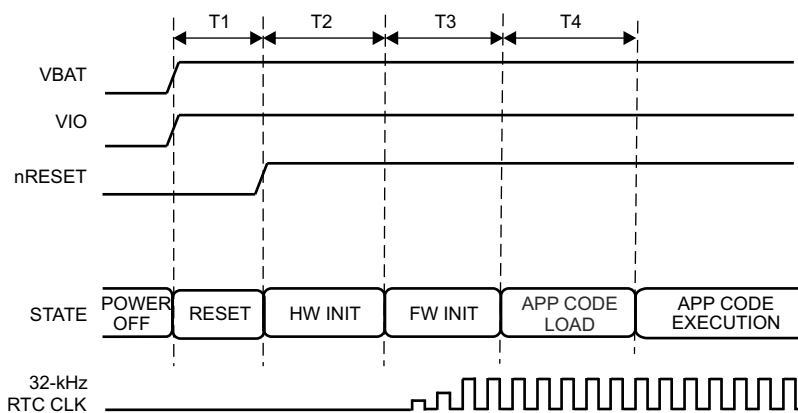 T1 T2 T3 T4
VBAT
VIO
nRESET
STATE
POWER
OFF
RESET
HW INIT
FW INIT
APP CODE
LOAD
APP CODE
EXECUTION
32-kHz
RTC CLK